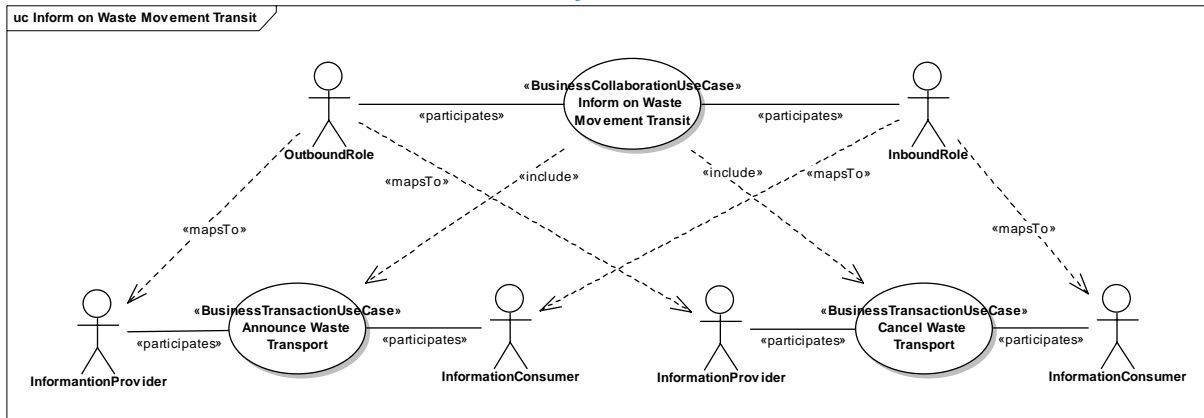 uc Inform on Waste Movement Transit
«BusinessCollaborationUseCase»
Inform on Waste
Movement Transit
«participates»
«participates»
OutboundRole
InboundRole
«mapsTo»
«include»
«include»
«mapsTo»
«mapsTo»
«mapsTo»
«BusinessTransactionUseCase»
Announce Waste
Transport
«participates»
«participates»
InformantionProvider
InformationConsumer
«BusinessTransactionUseCase»
Cancel Waste
Transport
«participates»
«participates»
InformationProvider
InformationConsumer